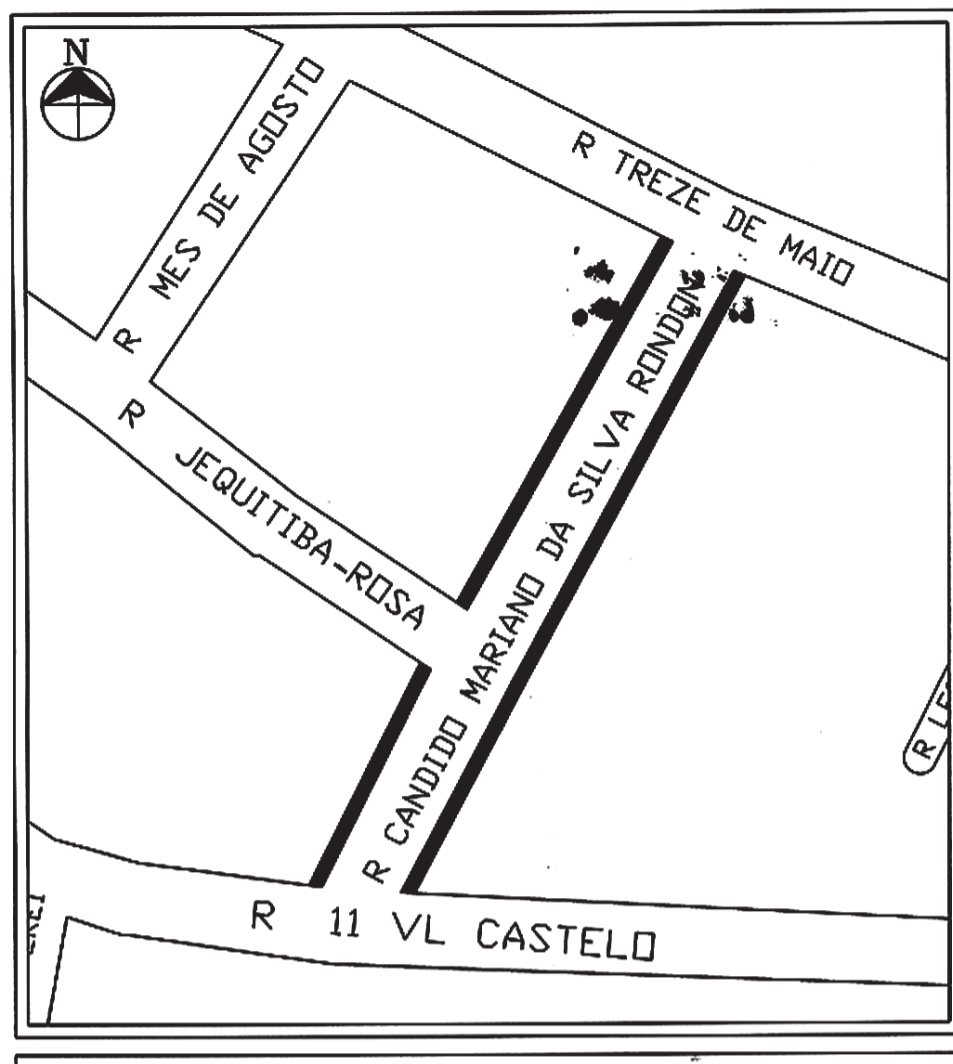 N
R MES DE AGOSTO
R TREZE DE MAIO
R JEQUITIBA-ROSA
R CANDIDO MARIANO DA SILVA RONDON
R
R 11 VL CASTELO